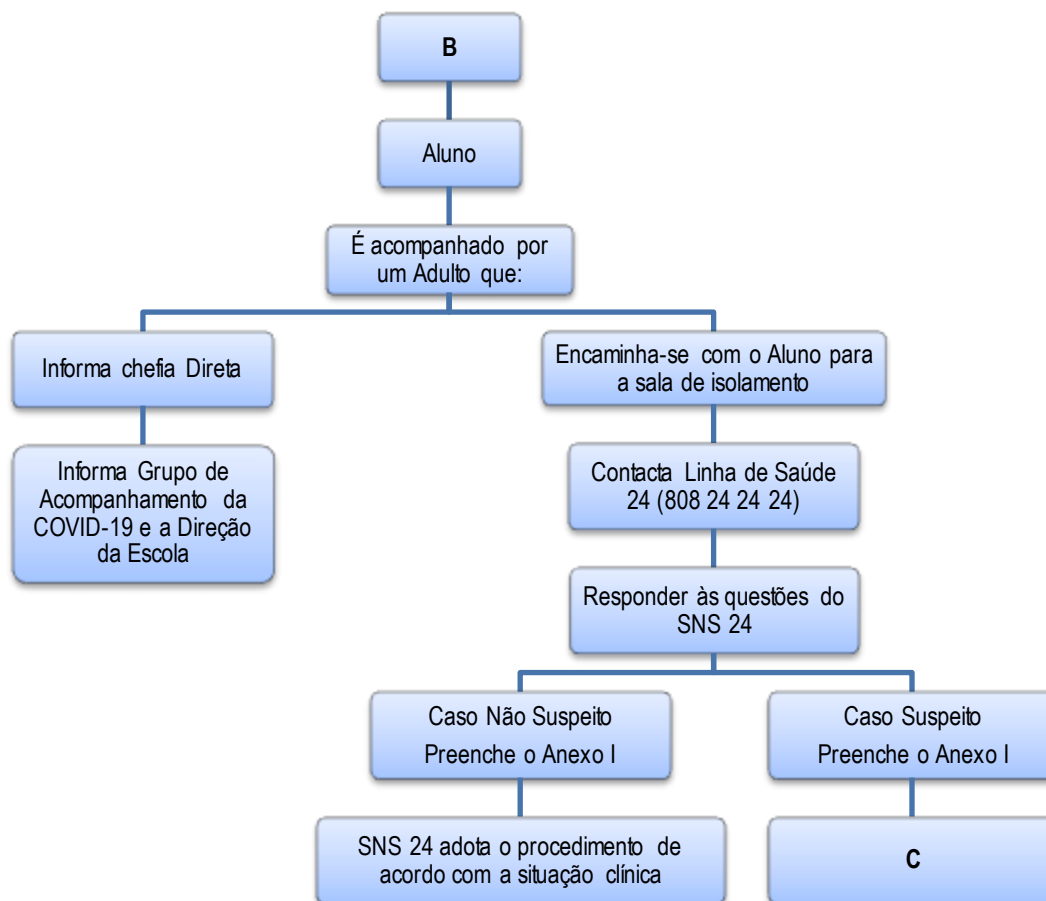 B
Aluno
É acompanhado por
um Adulto que:
Informa chefia Direta
Encaminha-se com o Aluno para
a sala de isolamento
Informa Grupo de
Acompanhamento da
COVID-19 e a Direção
da Escola
Contacta Linha de Saúde
24 (808 24 24 24)
Responder às questões do
SNS 24
Caso Não Suspeito
Preenche o Anexo I
Caso Suspeito
Preenche o Anexo I
SNS 24 adota o procedimento de
acordo com a situação clínica
C